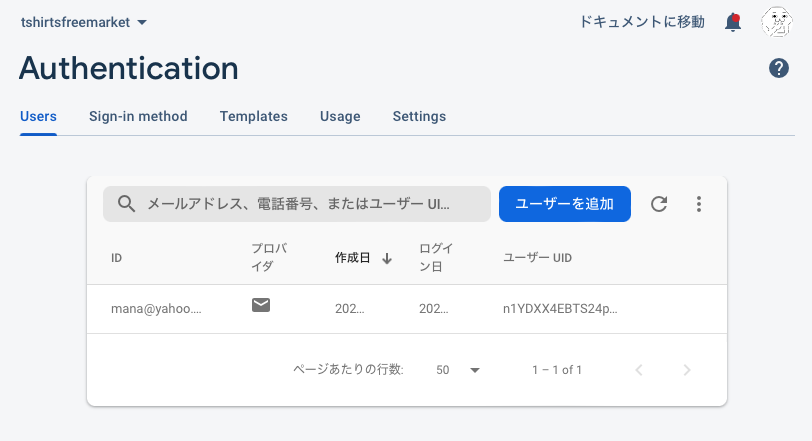 tshirtsfreemarket
ドキュメントに移動
Authentication
Users Sign-in method Templates Usage Settings
メールアドレス、電話番号、またはユーザー UI...
ユーザーを追加
ID
プロバ
イダ
作成日
ログイ
ン日
ユーザー UID
mana@yahoo.... 202... 202... n1YDXX4EBTS24p...
ページあたりの行数: 50 1 – 1 of 1